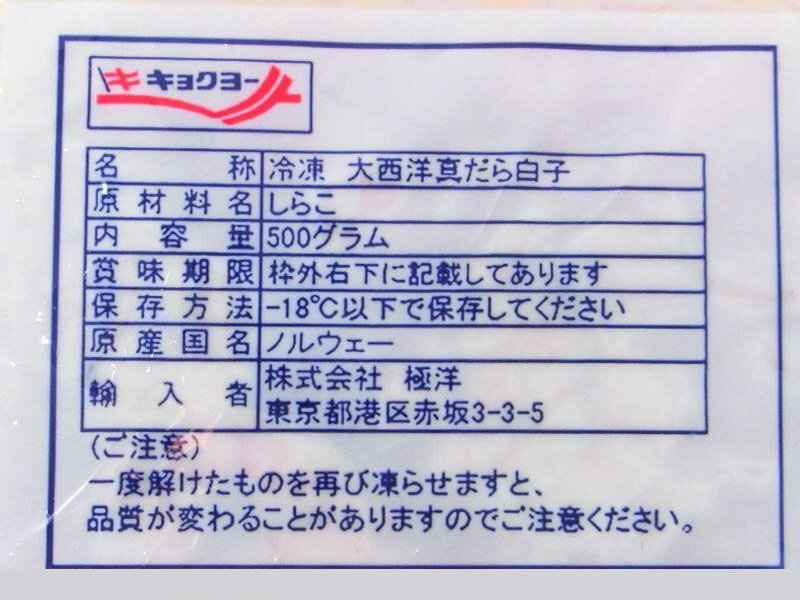 キ キョクヨー
名称 冷凍 大西洋真だら白子
原材料名 しらこ
内容量 500グラム
賞味期限 枠外右下に記載してあります
保存方法 -18℃以下で保存してください
原産国名 ノルウェー
輸入者 株式会社 極洋
東京都港区赤坂3-3-5
(ご注意)
一度解けたものを再び凍らせますと、
品質が変わることがありますのでご注意ください。